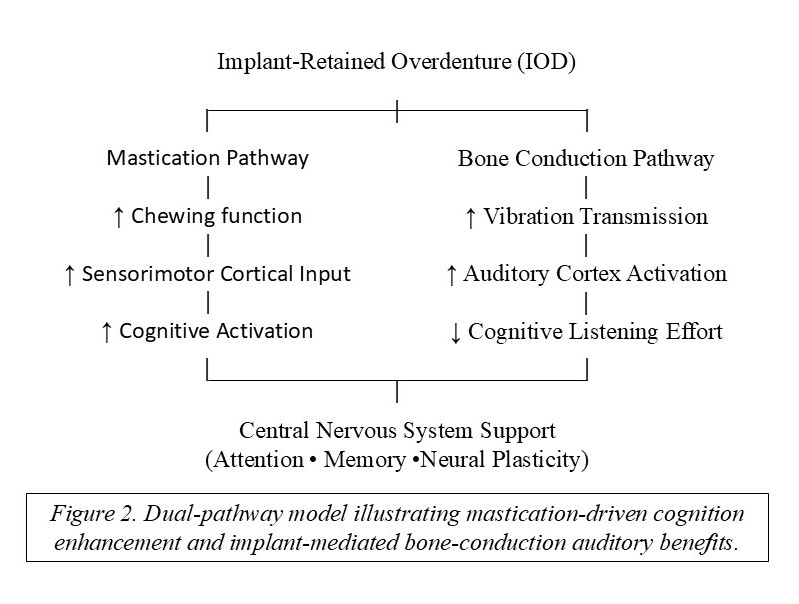 Implant-Retained Overdenture (IOD)
Mastication Pathway
↑ Chewing function
↑ Sensorimotor Cortical Input
↑ Cognitive Activation
Bone Conduction Pathway
↑ Vibration Transmission
↑ Auditory Cortex Activation
↓ Cognitive Listening Effort
Central Nervous System Support
(Attention • Memory •Neural Plasticity)
Figure 2. Dual-pathway model illustrating mastication-driven cognition
enhancement and implant-mediated bone-conduction auditory benefits.